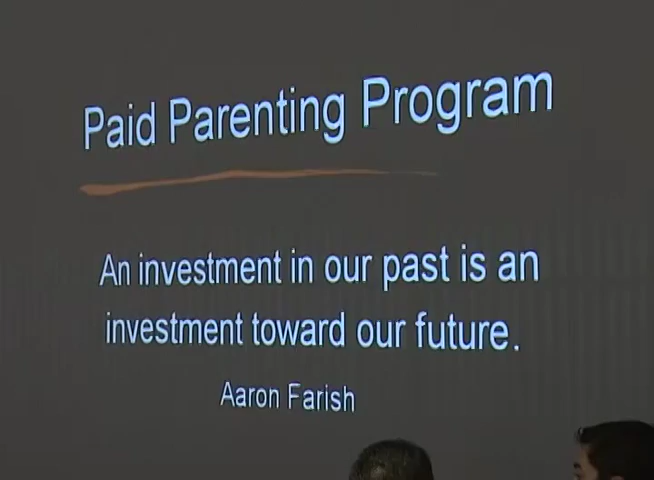 Paid Parenting Program
An investment in our past is an
investment toward our future.
Aaron Farish